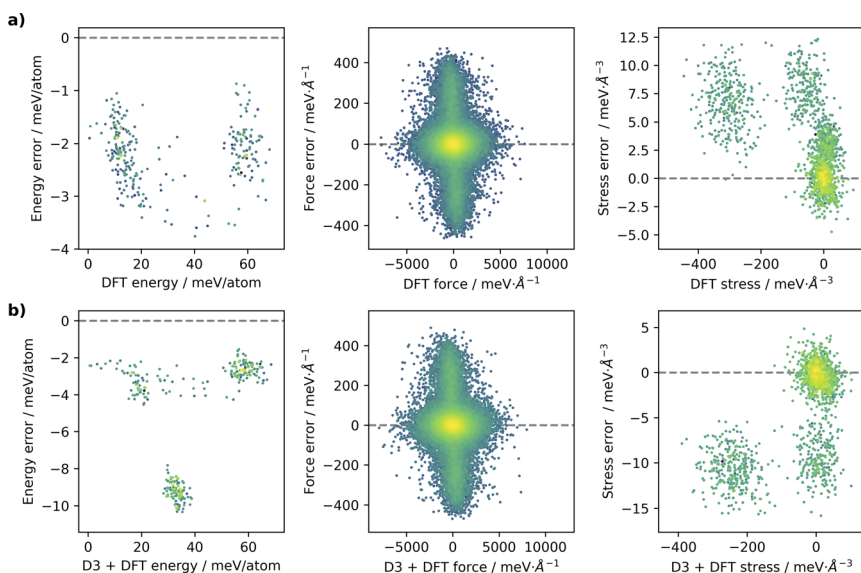 a)
Energy error / meV/atom
0
−1
−2
−3
−4
0 20 40 60
DFT energy / meV/atom
Force error / meV·Å⁻¹
400
200
0
−200
−400
−5000 0 5000 10000
DFT force / meV·Å⁻¹
Stress error / meV·Å⁻³
12.5
10.0
7.5
5.0
2.5
0.0
−2.5
−5.0
−400 −200 0
DFT stress / meV·Å⁻³
b)
Energy error / meV/atom
0
−2
−4
−6
−8
−10
0 20 40 60
D3 + DFT energy / meV/atom
Force error / meV·Å⁻¹
400
200
0
−200
−400
−5000 0 5000 10000
D3 + DFT force / meV·Å⁻¹
Stress error / meV·Å⁻³
5
0
−5
−10
−15
−400 −200 0
D3 + DFT stress / meV·Å⁻³